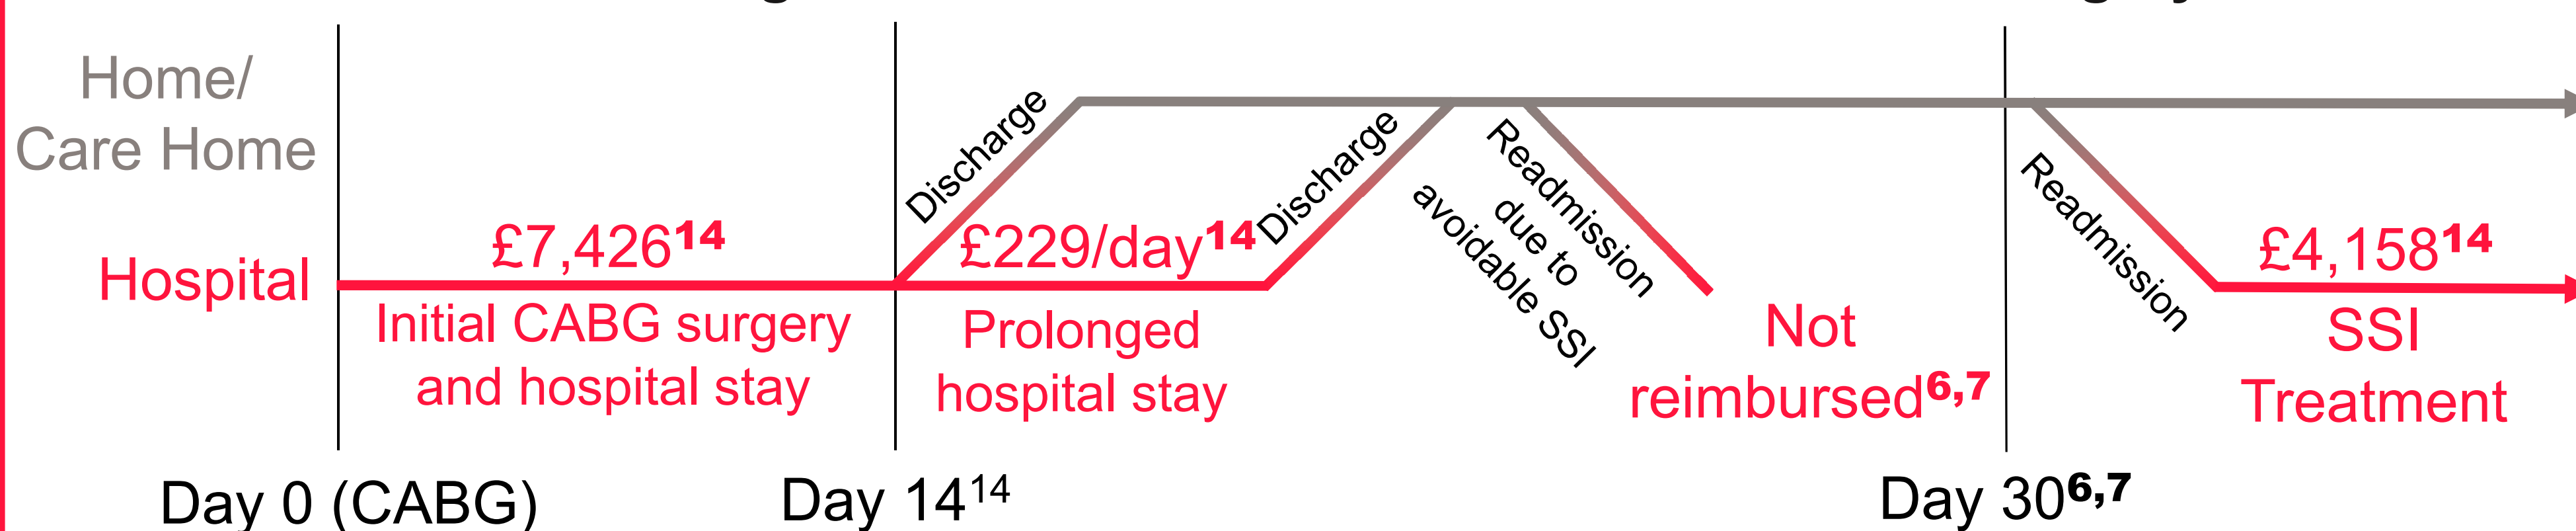 Home/
Care Home
Hospital
£7,426¹⁴
Initial CABG surgery
and hospital stay
Discharge
£229/day¹⁴
Prolonged
hospital stay
Discharge
Readmission
due to
avoidable SSI
Not
reimbursed⁶,⁷
Readmission
£4,158¹⁴
SSI
Treatment
Day 0 (CABG)
Day 14¹⁴
Day 30⁶,⁷